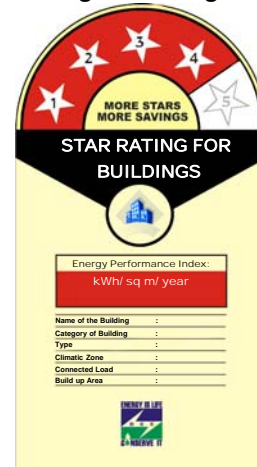 1
2
3
4
5
MORE STARS
MORE SAVINGS
STAR RATING FOR
BUILDINGS
Energy Performance Index:
kWh/ sq m/ year
Name of the Building :
Category of Building :
Type :
Climatic Zone :
Connected Load :
Build up Area :
ENERGY IS LIFE
CONSERVE IT